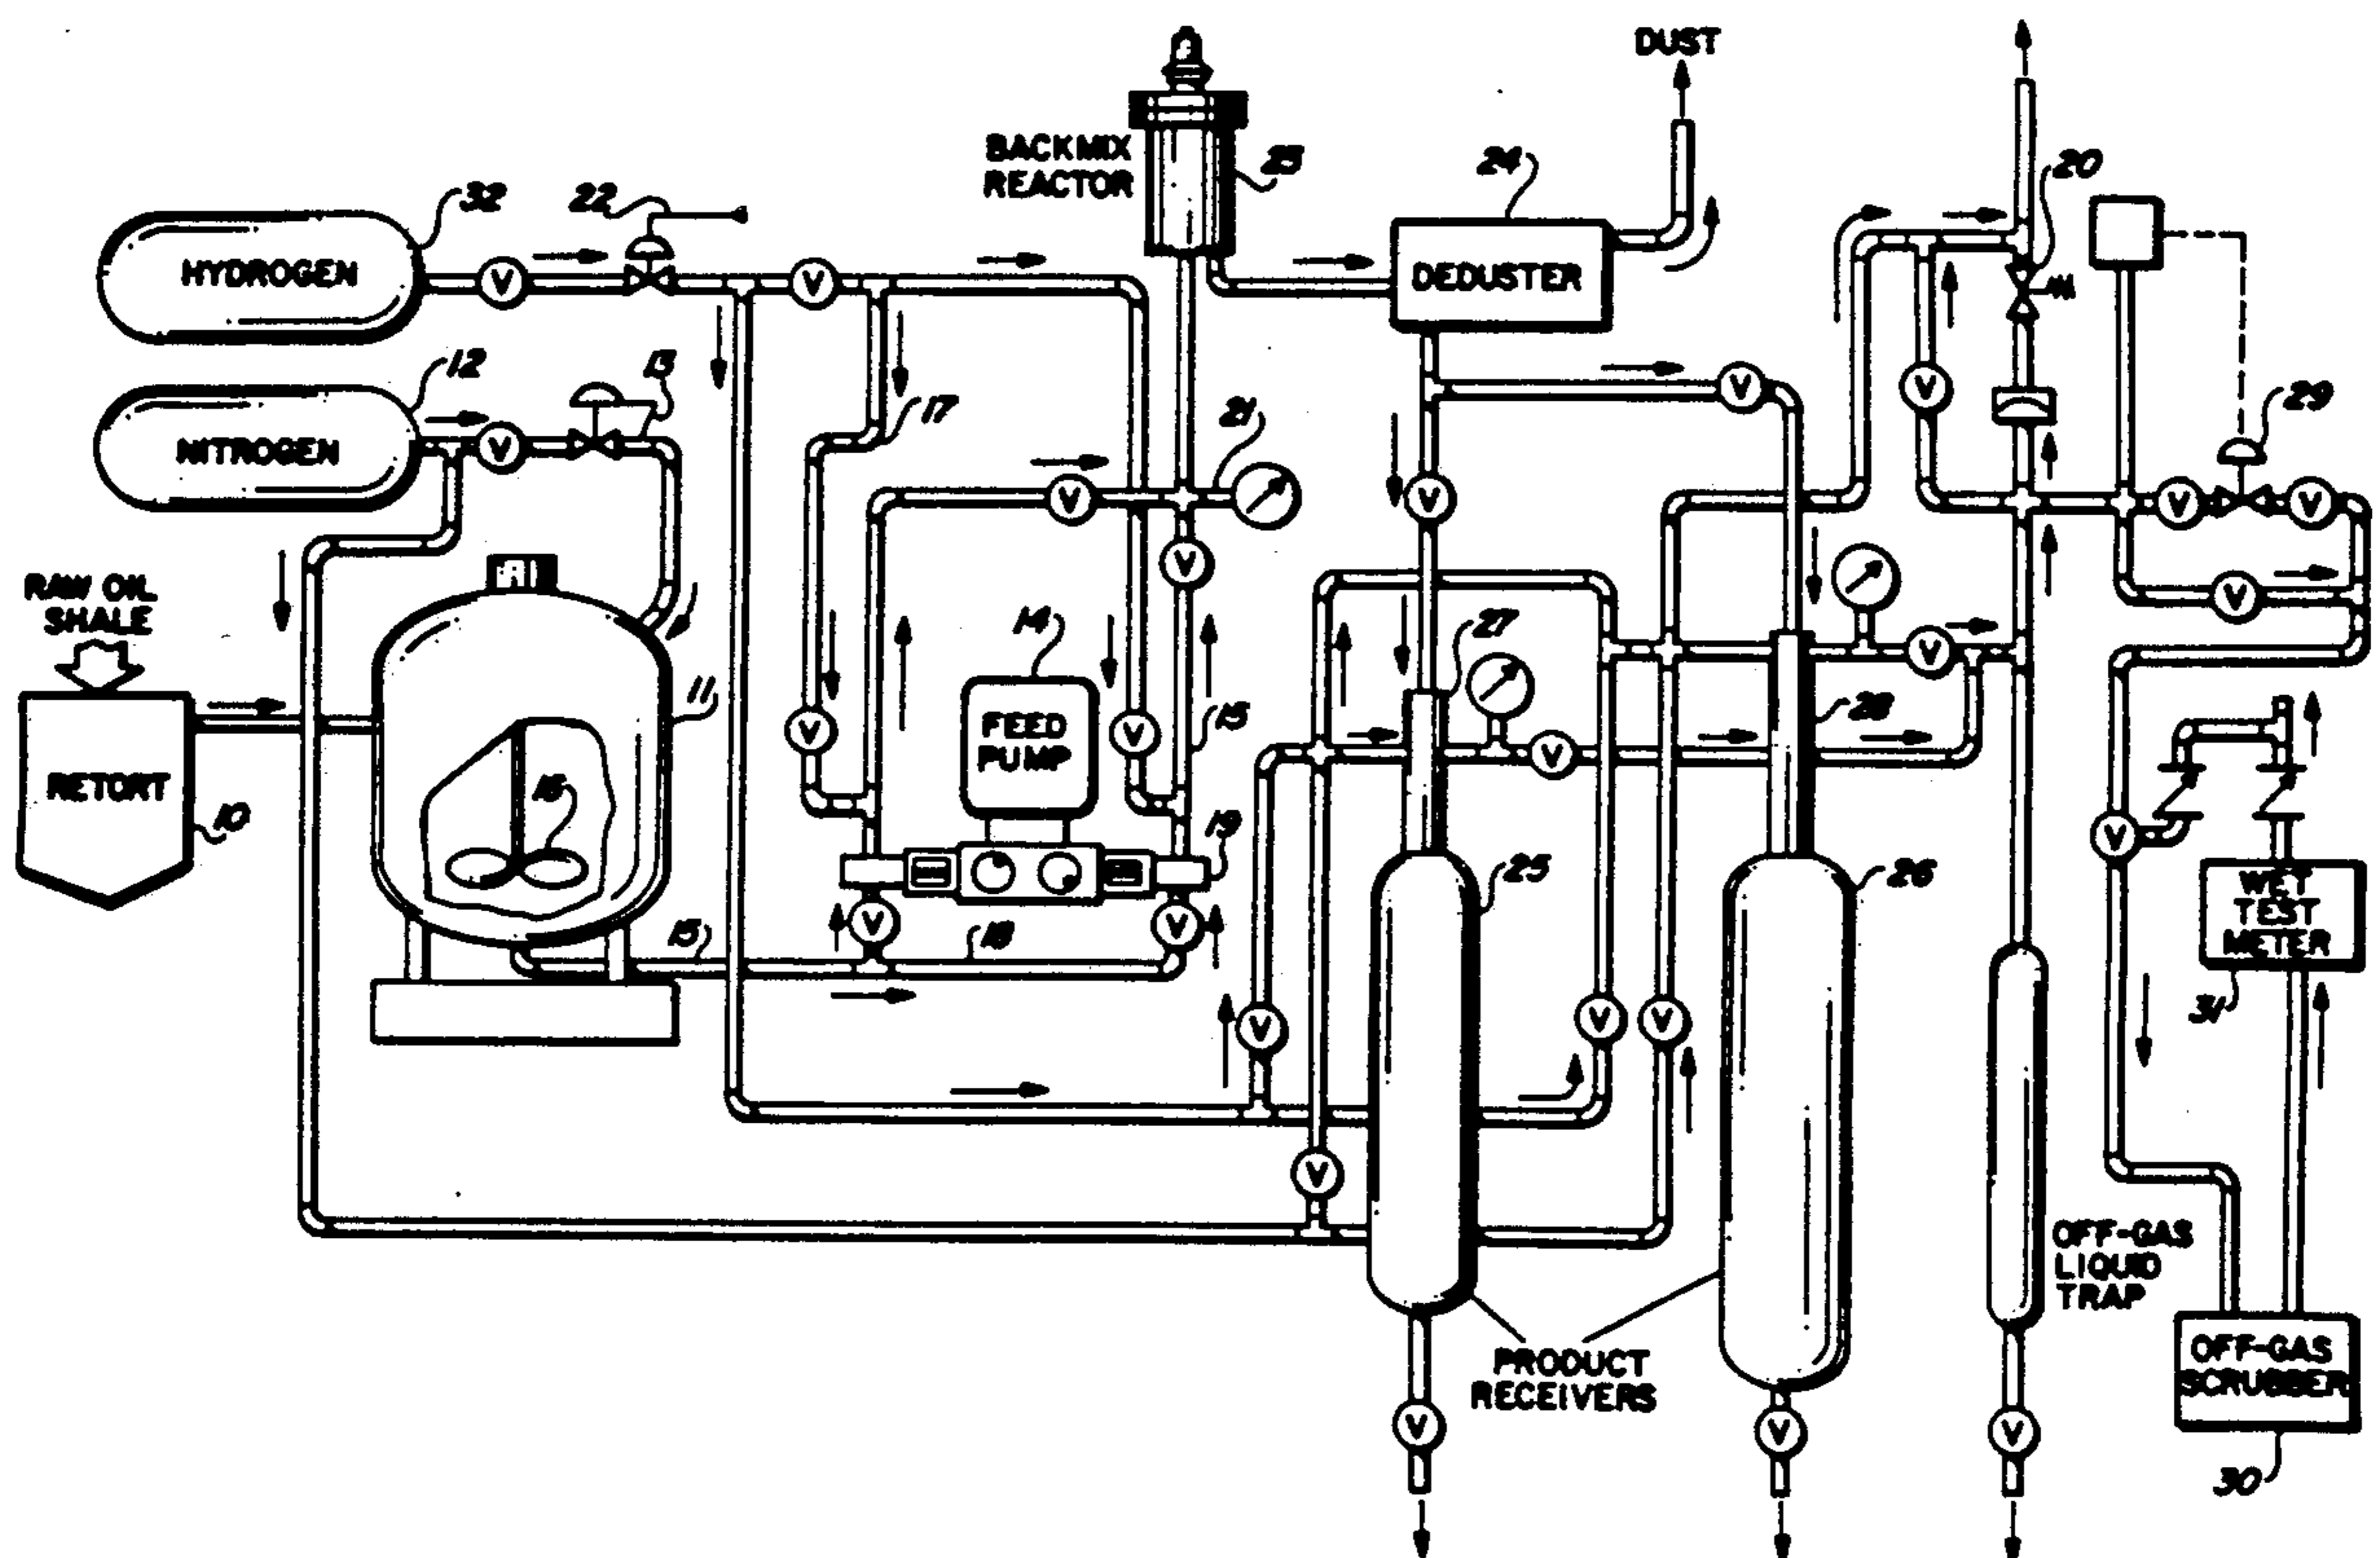 DUST
BACKMIX
REACTOR
23
24
20
32
22
HYDROGEN
V
V
DEDUSTER
12
13
NITROGEN
V
17
21
V
V
V
V
29
V
V
V
V
RAW OIL
SHALE
14
27
V
11
FEED
PUMP
15
28
V
V
V
RETORT
16
10
19
V
25
26
WET
TEST
METER
V
V
15
18
31
V
V
V
V
OFF-GAS
LIQUID
TRAP
PRODUCT
RECEIVERS
OFF-GAS
SCRUBBER
V
V
V
30